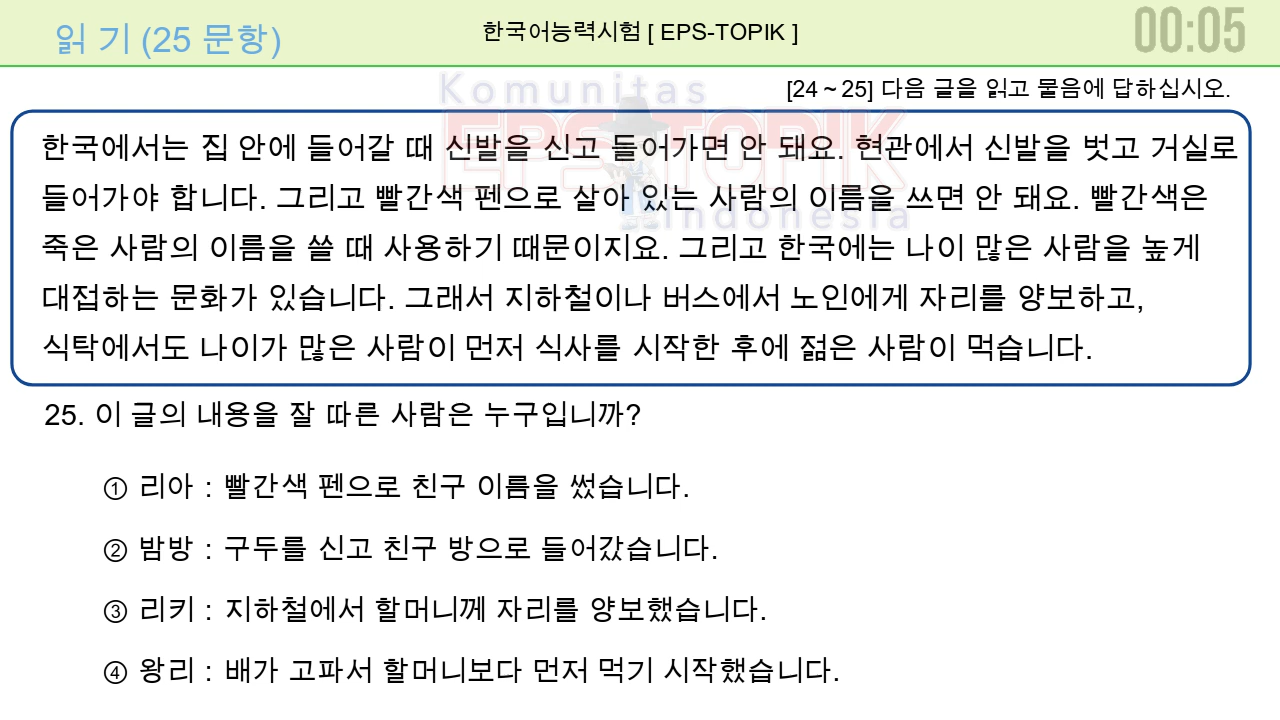 읽 기 (25 문항)
한국어능력시험 [ EPS-TOPIK ]
00:05
[24 ~ 25] 다음 글을 읽고 물음에 답하십시오.
Komunitas
EPS TOPIK
Indonesia
한국에서는 집 안에 들어갈 때 신발을 신고 들어가면 안 돼요. 현관에서 신발을 벗고 거실로
들어가야 합니다. 그리고 빨간색 펜으로 살아 있는 사람의 이름을 쓰면 안 돼요. 빨간색은
죽은 사람의 이름을 쓸 때 사용하기 때문이지요. 그리고 한국에는 나이 많은 사람을 높게
대접하는 문화가 있습니다. 그래서 지하철이나 버스에서 노인에게 자리를 양보하고,
식탁에서도 나이가 많은 사람이 먼저 식사를 시작한 후에 젊은 사람이 먹습니다.
25. 이 글의 내용을 잘 따른 사람은 누구입니까?
① 리아 : 빨간색 펜으로 친구 이름을 썼습니다.
② 밤방 : 구두를 신고 친구 방으로 들어갔습니다.
③ 리키 : 지하철에서 할머니께 자리를 양보했습니다.
④ 왕리 : 배가 고파서 할머니보다 먼저 먹기 시작했습니다.